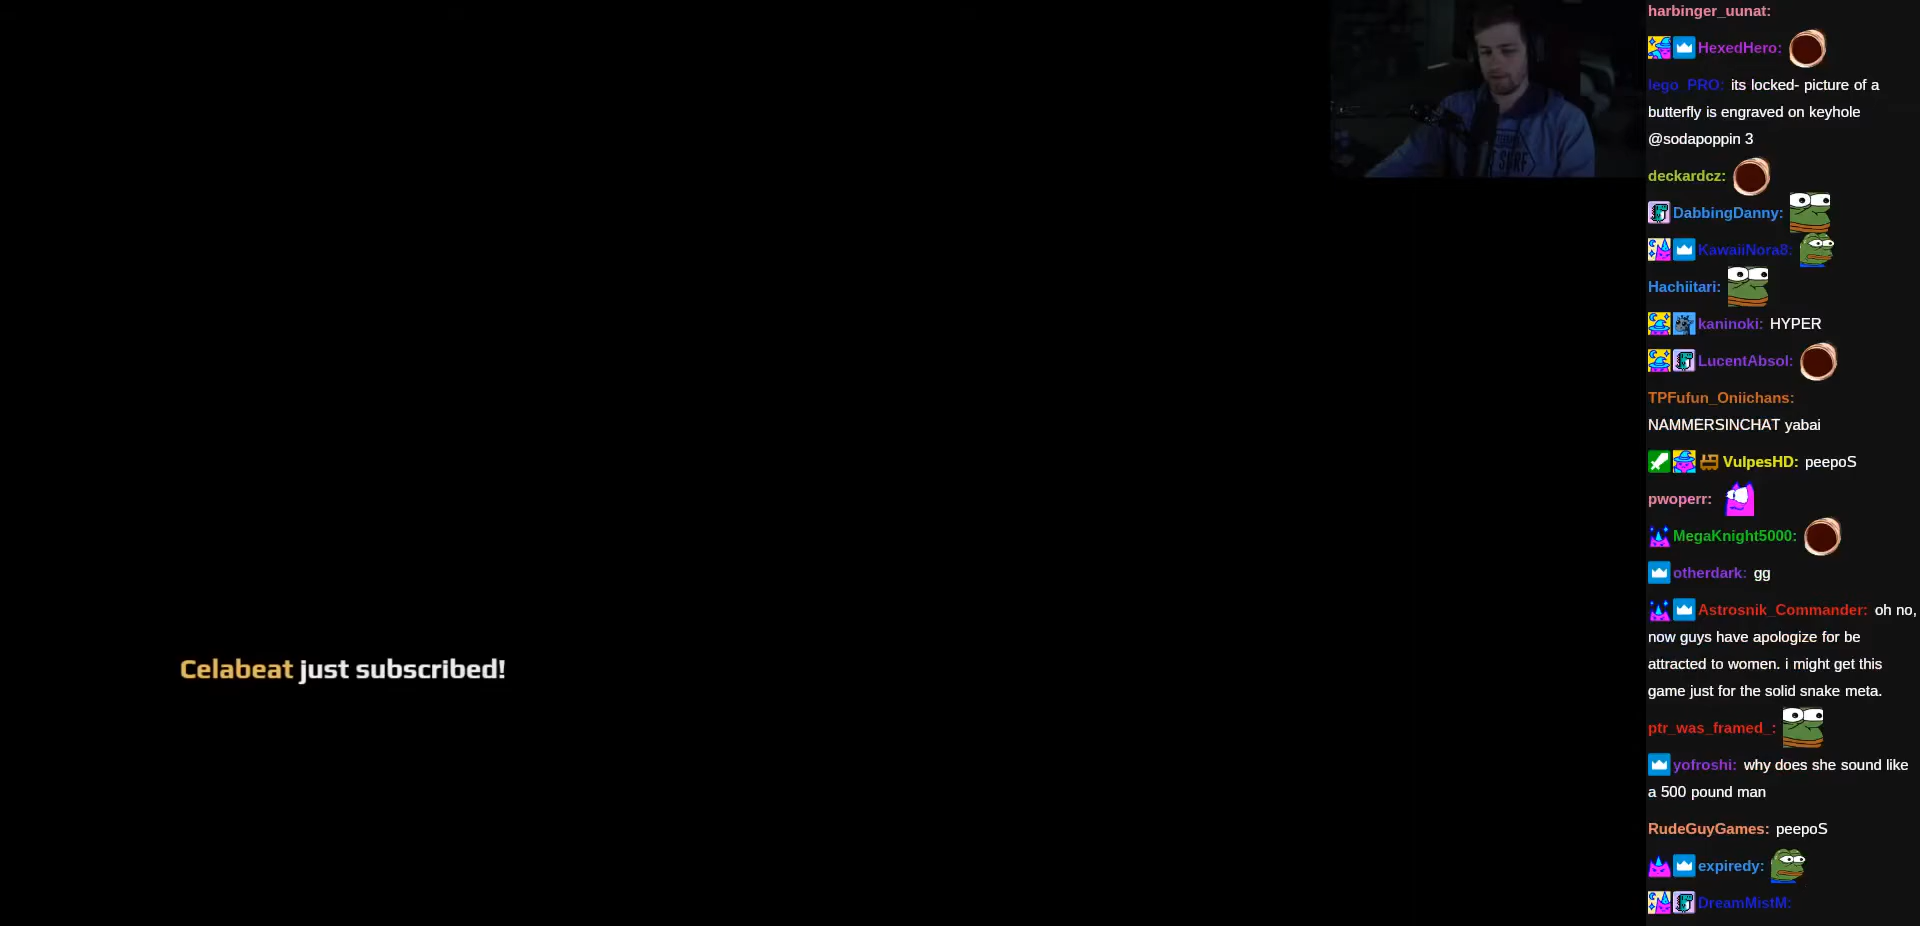 harbinger_uunat:
HexedHero:
lego_PRO: its locked- picture of a
butterfly is engraved on keyhole
@sodapoppin 3
deckardcz:
DabbingDanny:
KawaiiNora8:
Hachiitari:
kaninoki: HYPER
LucentAbsol:
TPFufun_Oniichans:
NAMMERSINCHAT yabai
VulpesHD: peepoS
pwoperr:
MegaKnight5000:
otherdark: gg
Astrosnik_Commander: oh no,
now guys have apologize for be
attracted to women. i might get this
game just for the solid snake meta.
ptr_was_framed_:
yofroshi: why does she sound like
a 500 pound man
RudeGuyGames: peepoS
expiredy:
DreamMistM:
Celabeat just subscribed!